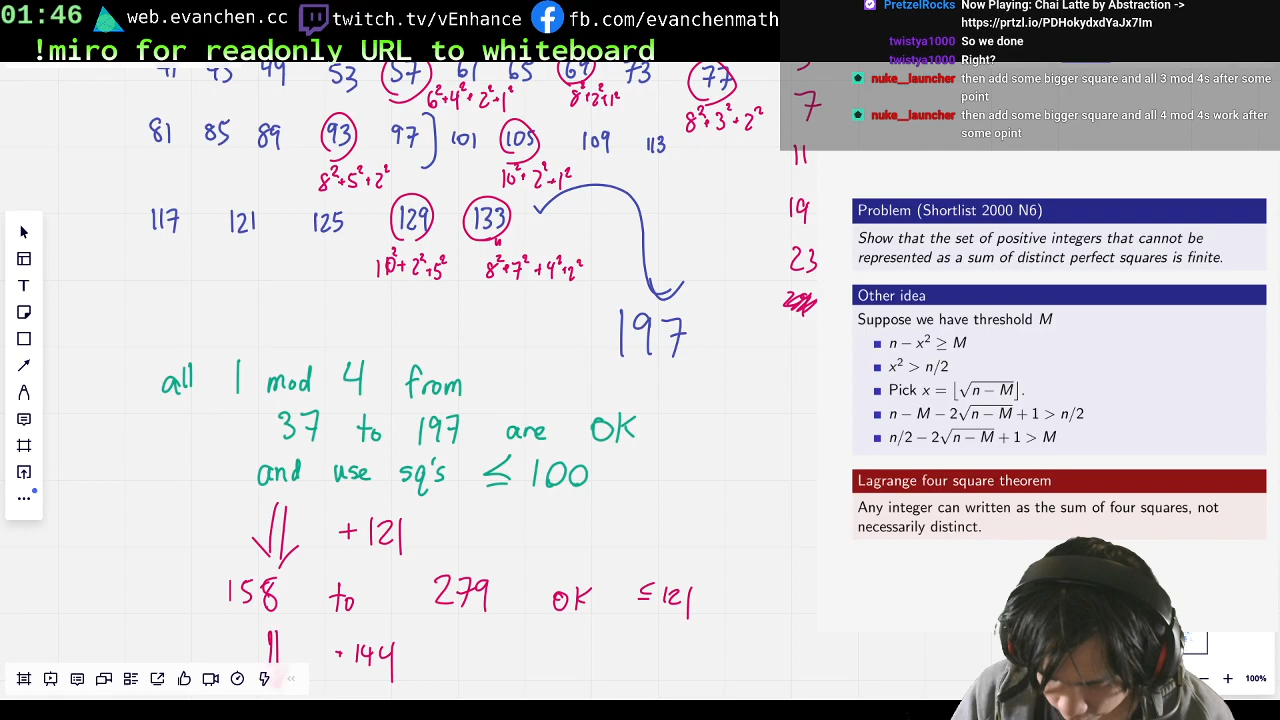 01:46 web.evanchen.cc twitch.tv/vEnhance fb.com/evanchenmath
!miro for readonly URL to whiteboard
PretzelRocks Now Playing: Chai Latte by Abstraction ->
https://prtzl.io/PDHokydxdYaJx7Im
twistya1000 So we done
twistya1000 Right?
nuke__launcher then add some bigger square and all 3 mod 4s after some
point
nuke__launcher then add some bigger square and all 4 mod 4s work after
some opint
49 53 57 61 65 69 73 77
6²+4²+2²+1² 8²+2²+1² 8²+3²+2²
81 85 89 93 97 101 105 109 113
8²+5²+2² 10²+2²+1²
117 121 125 129 133
10²+2²+5² 8²+7²+4²+2²
197
7
11
19
23
all 1 mod 4 from
37 to 197 are OK
and use sq's ≤ 100
+121
158 to 279 OK ≤121
+144
Problem (Shortlist 2000 N6)
Show that the set of positive integers that cannot be
represented as a sum of distinct perfect squares is finite.
Other idea
Suppose we have threshold M
n − x² ≥ M
x² > n/2
Pick x = ⌊√(n − M)⌋.
n − M − 2√(n − M) + 1 > n/2
n/2 − 2√(n − M) + 1 > M
Lagrange four square theorem
Any integer can written as the sum of four squares, not
necessarily distinct.
100%